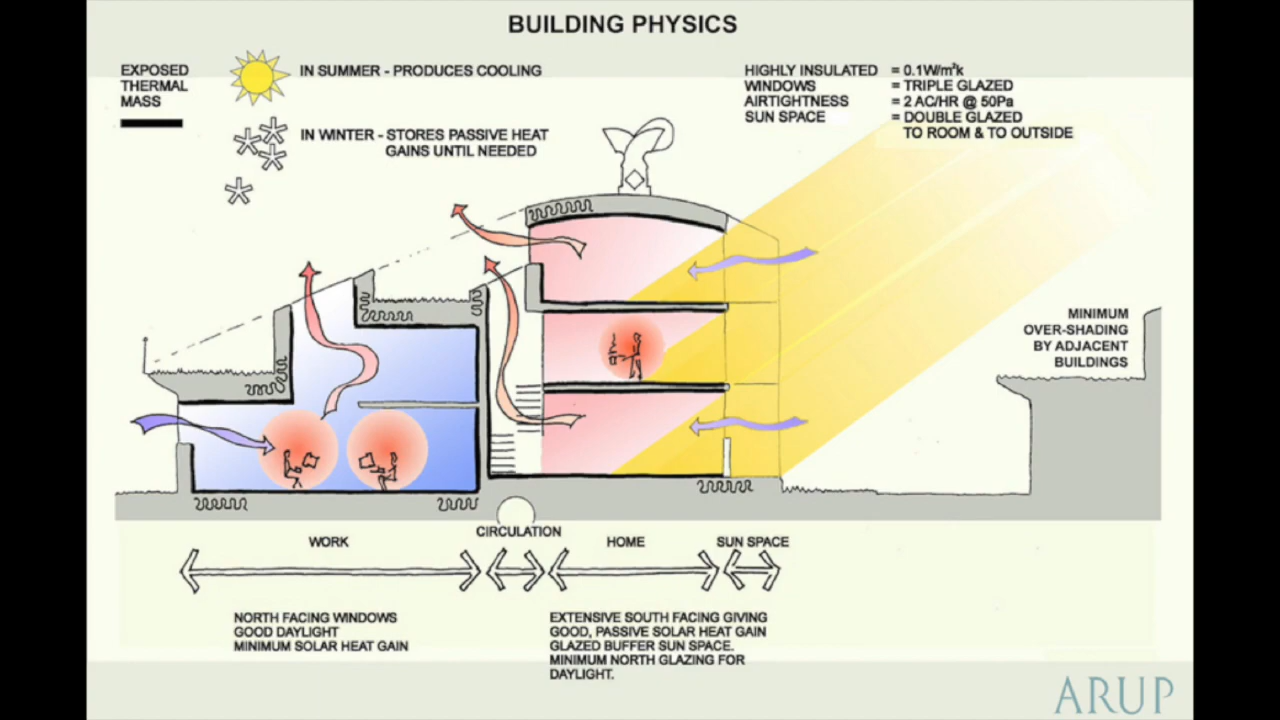 BUILDING PHYSICS
EXPOSED
THERMAL
MASS
IN SUMMER - PRODUCES COOLING
IN WINTER - STORES PASSIVE HEAT
GAINS UNTIL NEEDED
HIGHLY INSULATED = 0.1W/m²k
WINDOWS = TRIPLE GLAZED
AIRTIGHTNESS = 2 AC/HR @ 50Pa
SUN SPACE = DOUBLE GLAZED
TO ROOM & TO OUTSIDE
MINIMUM
OVER-SHADING
BY ADJACENT
BUILDINGS
WORK
CIRCULATION
HOME
SUN SPACE
NORTH FACING WINDOWS
GOOD DAYLIGHT
MINIMUM SOLAR HEAT GAIN
EXTENSIVE SOUTH FACING GIVING
GOOD, PASSIVE SOLAR HEAT GAIN
GLAZED BUFFER SUN SPACE.
MINIMUM NORTH GLAZING FOR
DAYLIGHT.
ARUP